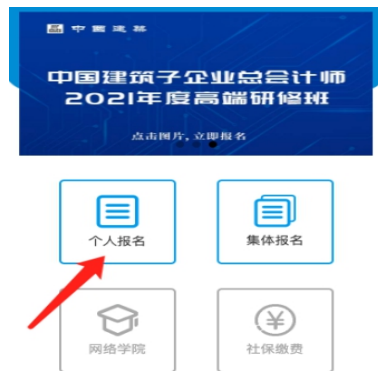 中国建筑
中国建筑子企业总会计师
2021年度高端研修班
点击图片，立即报名
个人报名
集体报名
网络学院
社保缴费